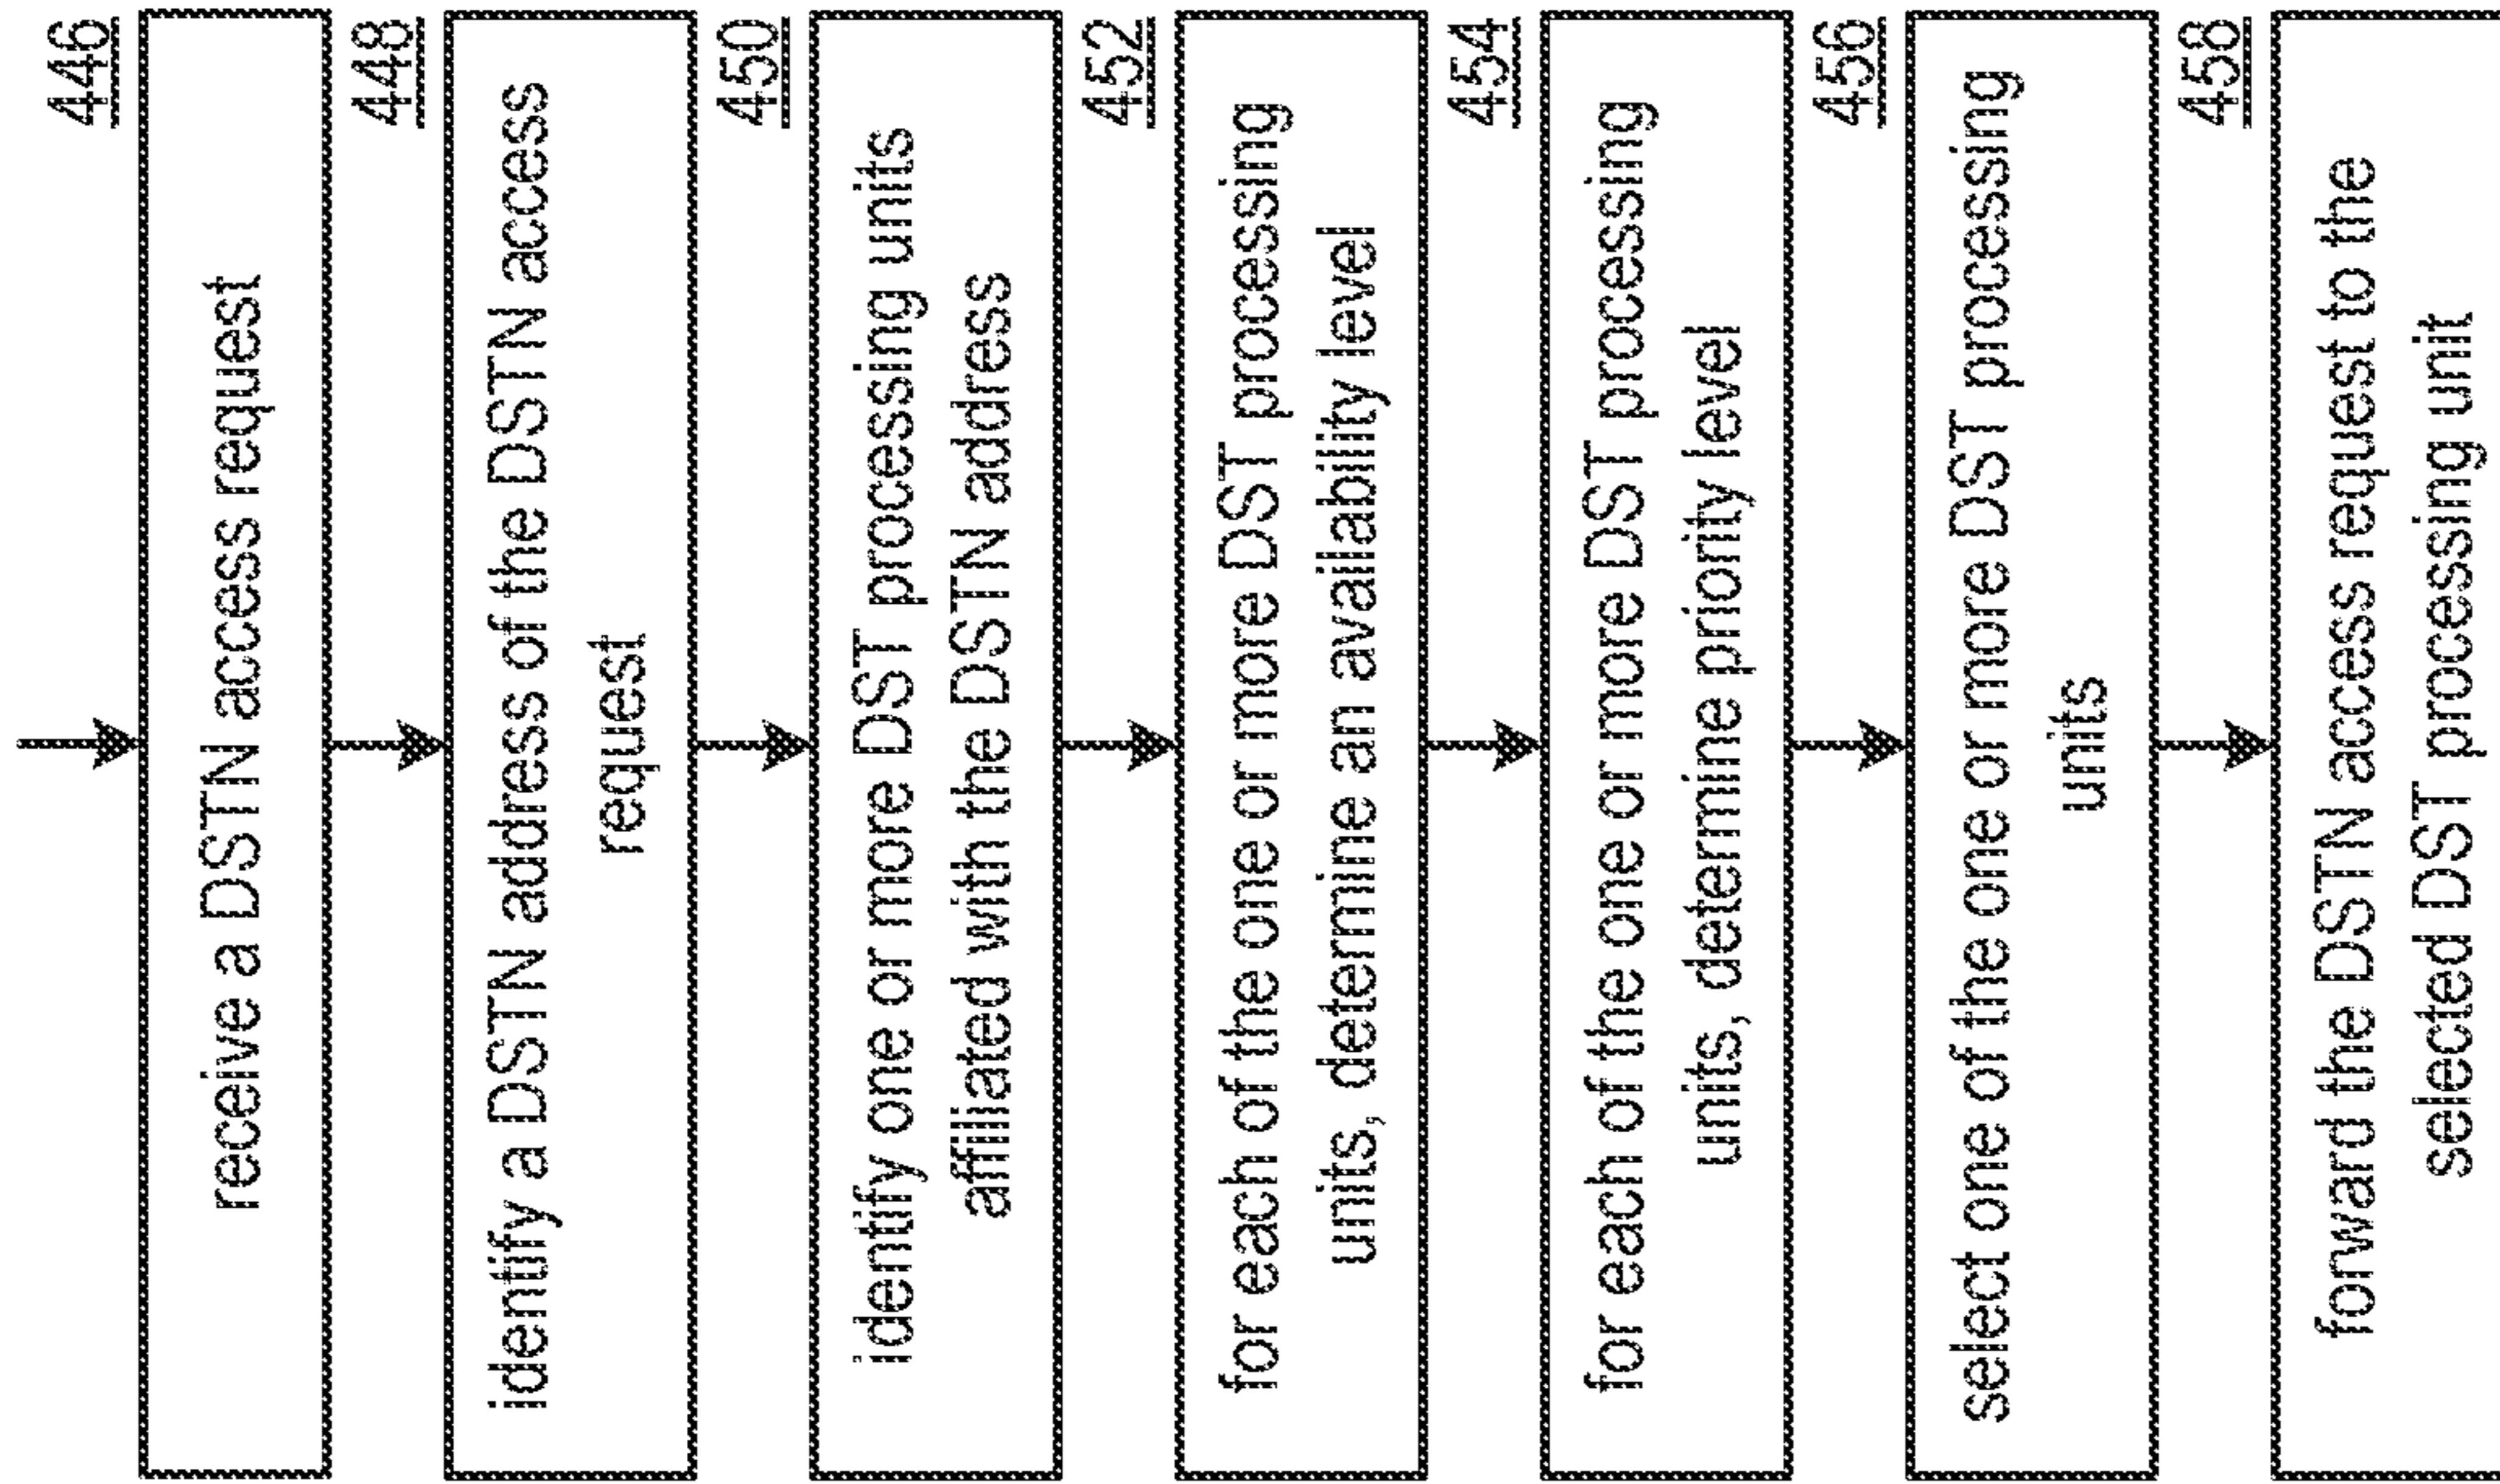 446
receive a DSTN access request
448
identify a DSTN address of the DSTN access
request
450
identify one or more DST processing units
affiliated with the DSTN address
452
for each of the one or more DST processing
units, determine an availability level
454
for each of the one or more DST processing
units, determine priority level
456
select one of the one or more DST processing
units
458
forward the DSTN access request to the
selected DST processing unit